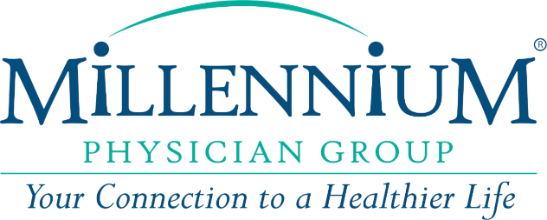 MiLLENNiUM®
PHYSICIAN GROUP
Your Connection to a Healthier Life